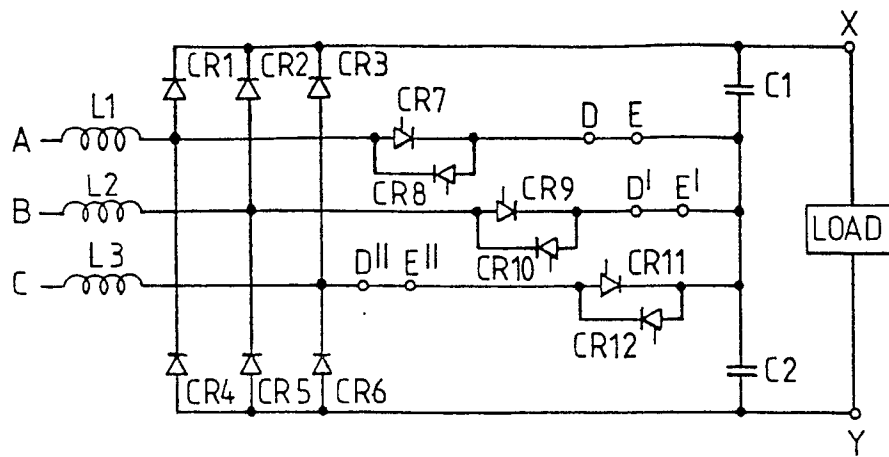 X
CR1 CR2 CR3
C1
L1
CR7
D E
A
CR8
L2
CR9
D' E'
B
LOAD
CR10
L3
D" E"
CR11
C
CR12
C2
CR4 CR5 CR6
Y